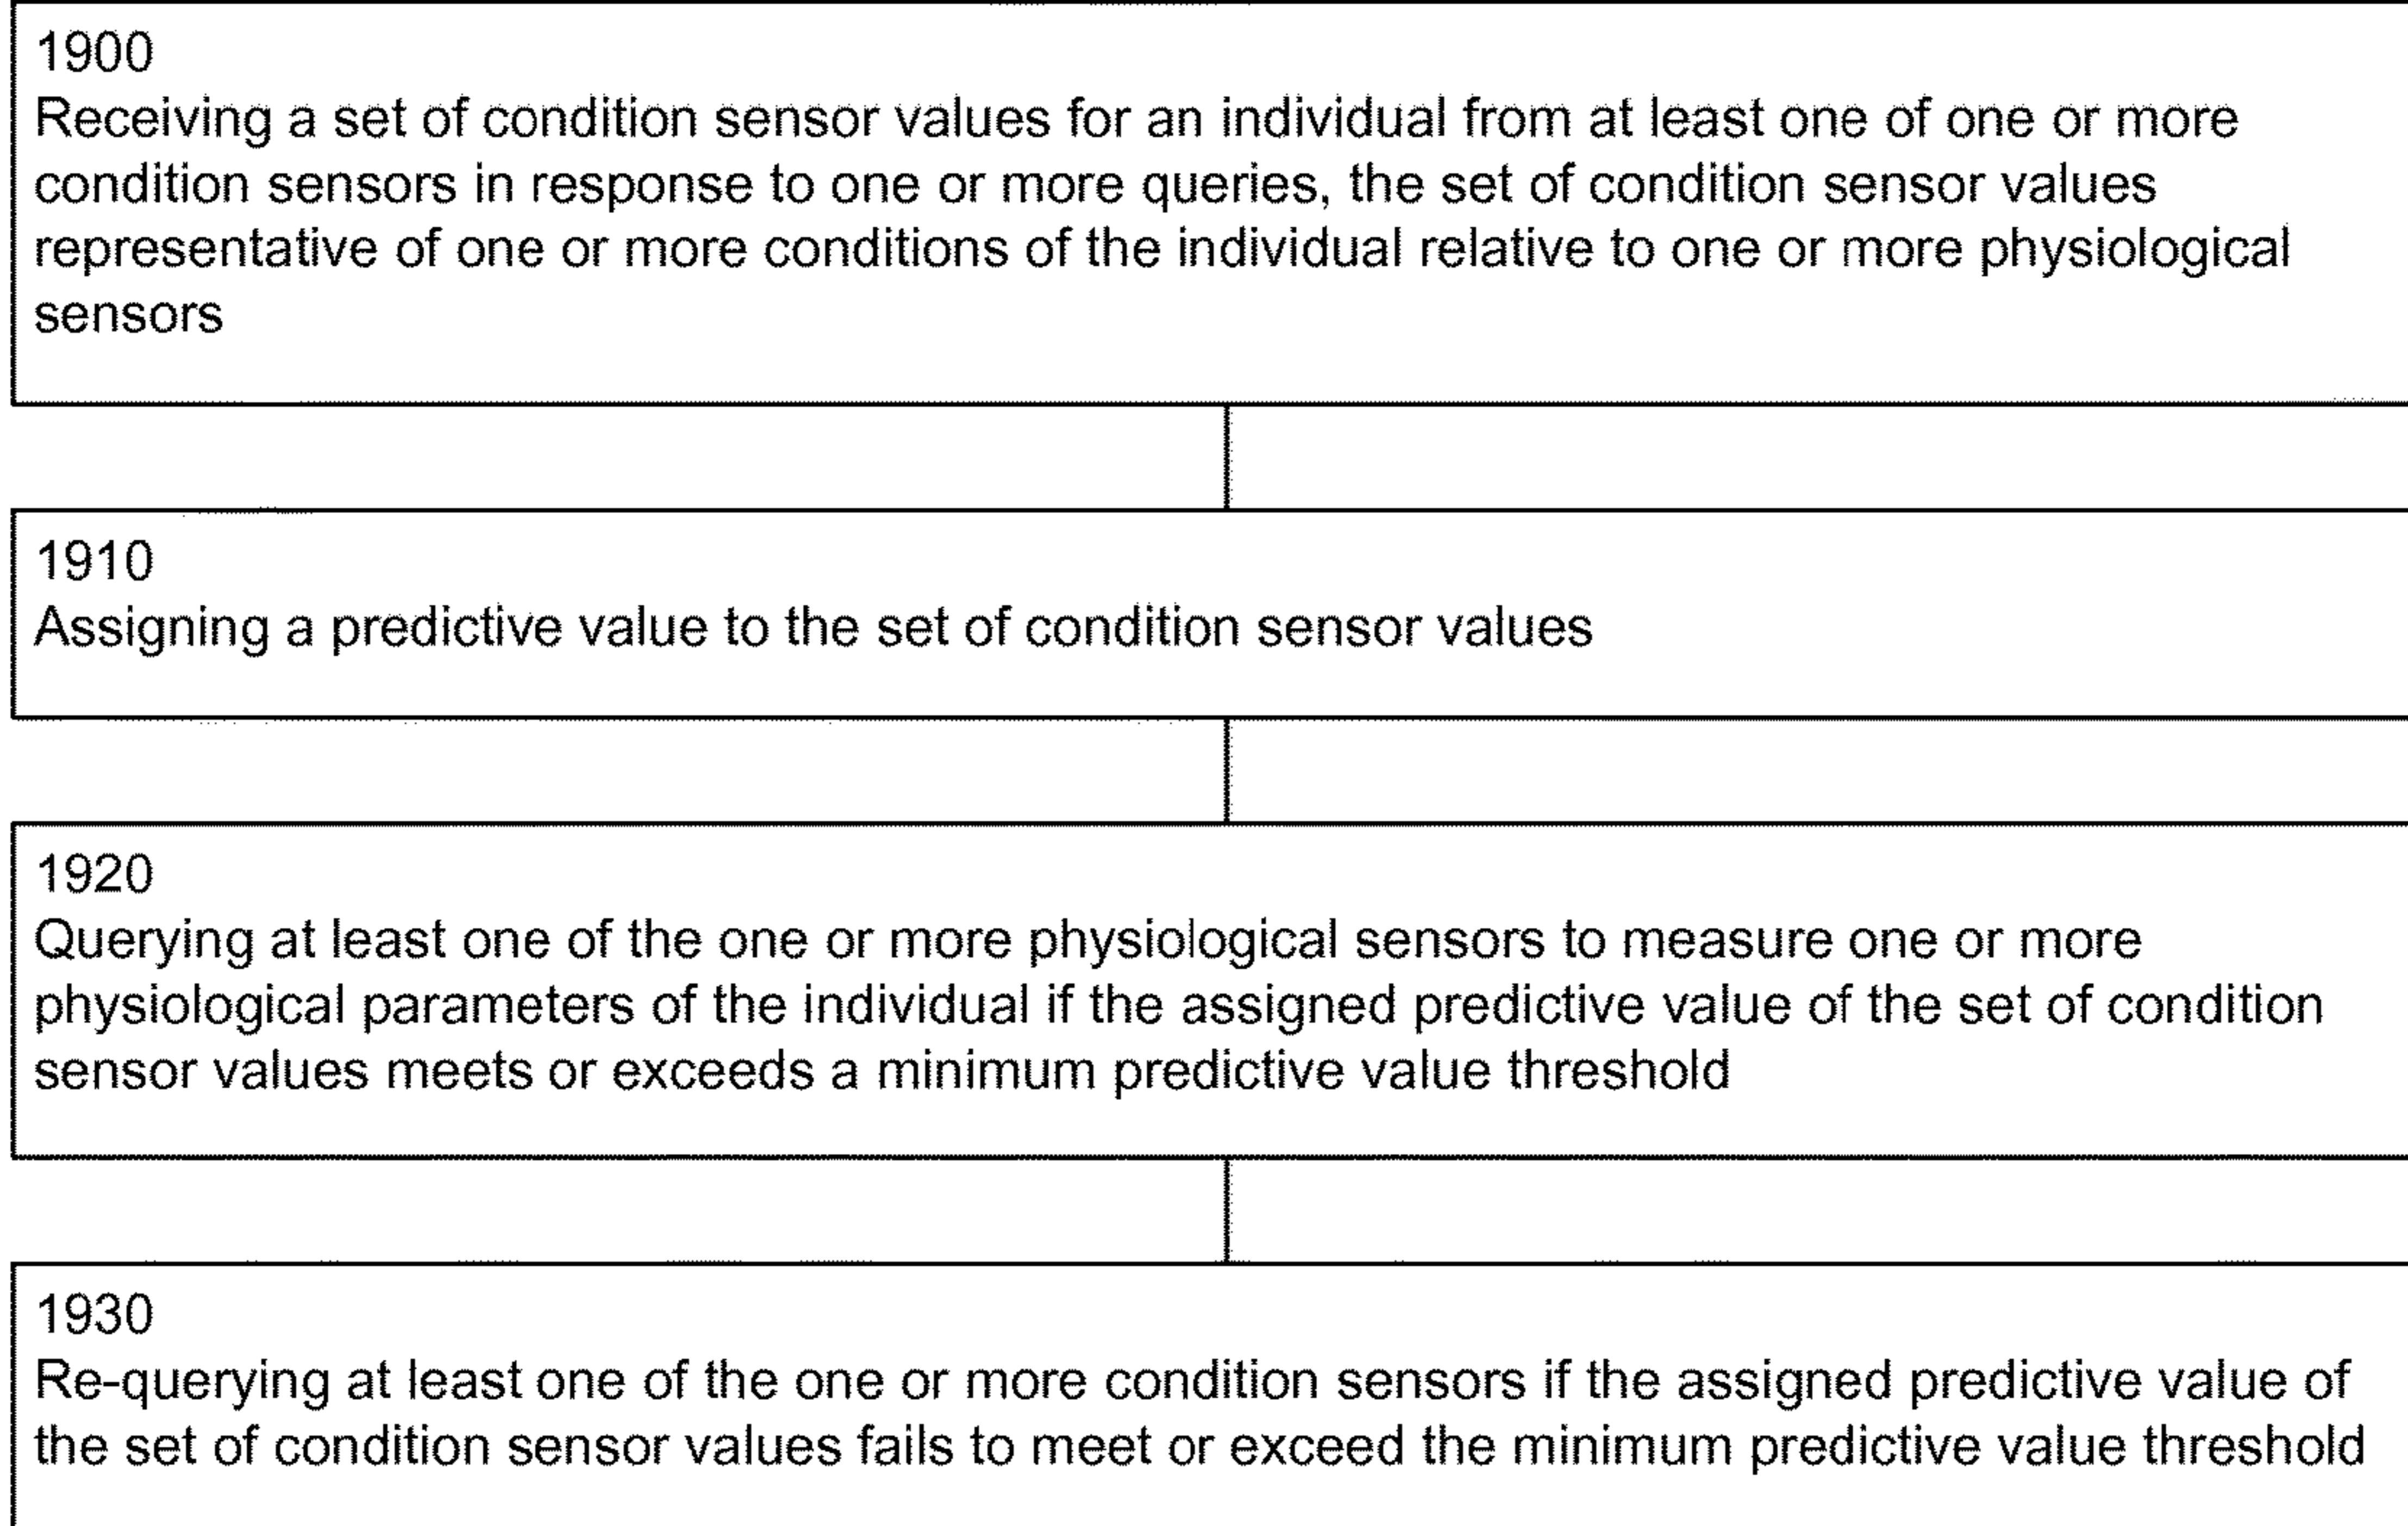 1900
Receiving a set of condition sensor values for an individual from at least one of one or more
condition sensors in response to one or more queries, the set of condition sensor values
representative of one or more conditions of the individual relative to one or more physiological
sensors
1910
Assigning a predictive value to the set of condition sensor values
1920
Querying at least one of the one or more physiological sensors to measure one or more
physiological parameters of the individual if the assigned predictive value of the set of condition
sensor values meets or exceeds a minimum predictive value threshold
1930
Re-querying at least one of the one or more condition sensors if the assigned predictive value of
the set of condition sensor values fails to meet or exceed the minimum predictive value threshold